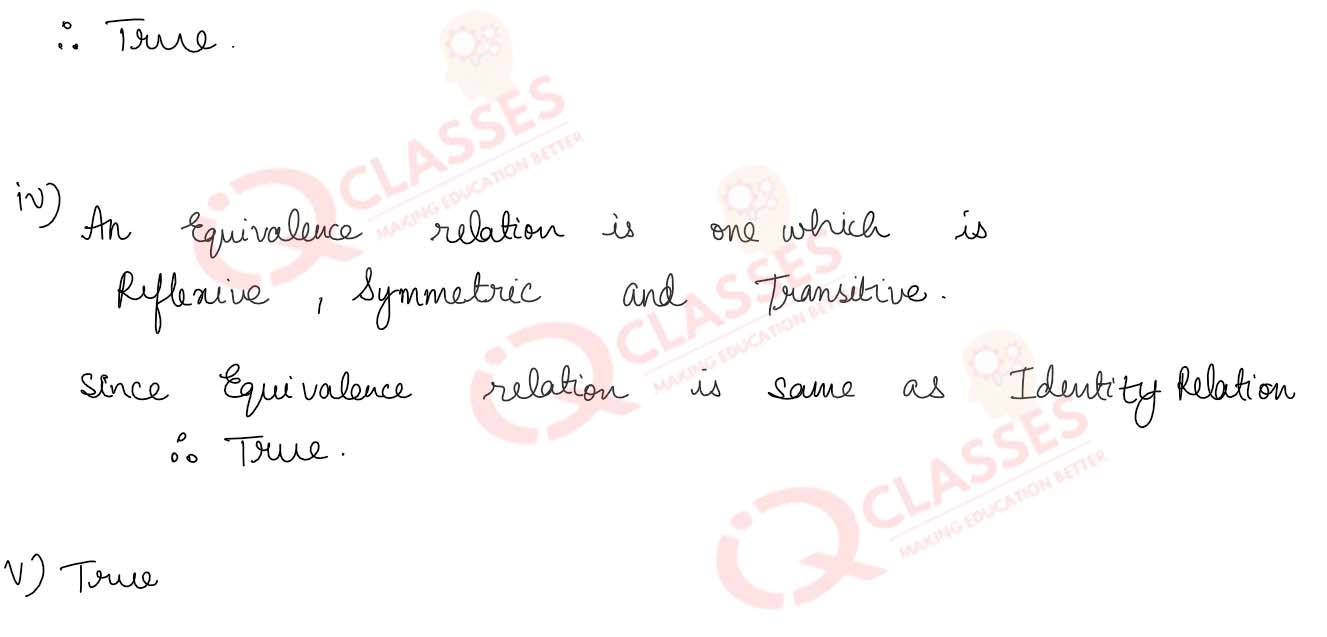 ∴ True.
iv) An Equivalence relation is one which is
Reflexive, Symmetric and Transitive.
Since Equivalence relation is same as Identity Relation
∴ True.
v) True
IQ CLASSES
MAKING EDUCATION BETTER
IQ CLASSES
MAKING EDUCATION BETTER
IQ CLASSES
MAKING EDUCATION BETTER